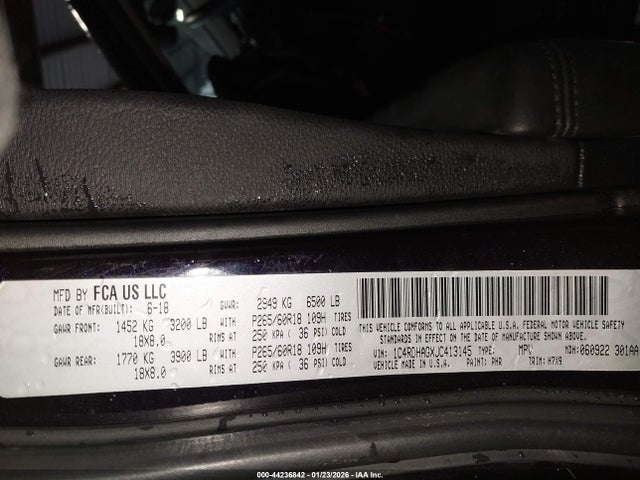 MFD BY FCA US LLC
DATE OF MFR(BUILT): 6-18 GVWR: 2949 KG 6500 LB
GAWR FRONT: 1452 KG 3200 LB WITH P265/60R18 109H TIRES
18X8.0 RIMS AT 250 KPA ( 36 PSI) COLD
GAWR REAR: 1770 KG 3900 LB WITH P265/60R18 109H TIRES
18X8.0 RIMS AT 250 KPA ( 36 PSI) COLD
THIS VEHICLE CONFORMS TO ALL APPLICABLE U.S.A. FEDERAL MOTOR VEHICLE SAFETY
STANDARDS IN EFFECT ON THE DATE OF MANUFACTURE SHOWN ABOVE.
VIN: 1C4RDHAGXJC413145 TYPE: MPV MDH: 060922 301AA
VEHICLE MADE IN U.S.A. PAINT: PHR TRIM: H7X9
000-44236842 - 01/23/2026 - IAA Inc.